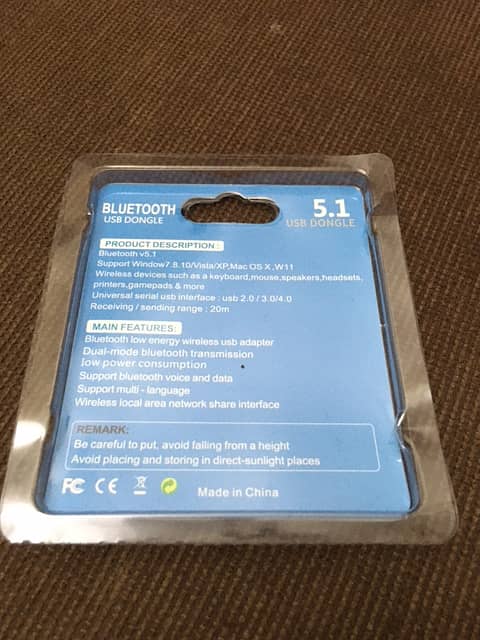 BLUETOOTH
USB DONGLE
5.1
USB DONGLE
PRODUCT DESCRIPTION:
Bluetooth v5.1
Support Window7.8.10/Vista/XP,Mac OS X ,W11
Wireless devices such as a keyboard,mouse,speakers,headsets,
printers,gamepads & more
Universal serial usb interface : usb 2.0 / 3.0/4.0
Receiving / sending range : 20m
MAIN FEATURES:
Bluetooth low energy wireless usb adapter
Dual-mode bluetooth transmission
low power consumption
Support bluetooth voice and data
Support multi - language
Wireless local area network share interface
REMARK:
Be careful to put, avoid falling from a height
Avoid placing and storing in direct-sunlight places
FC CE
Made in China